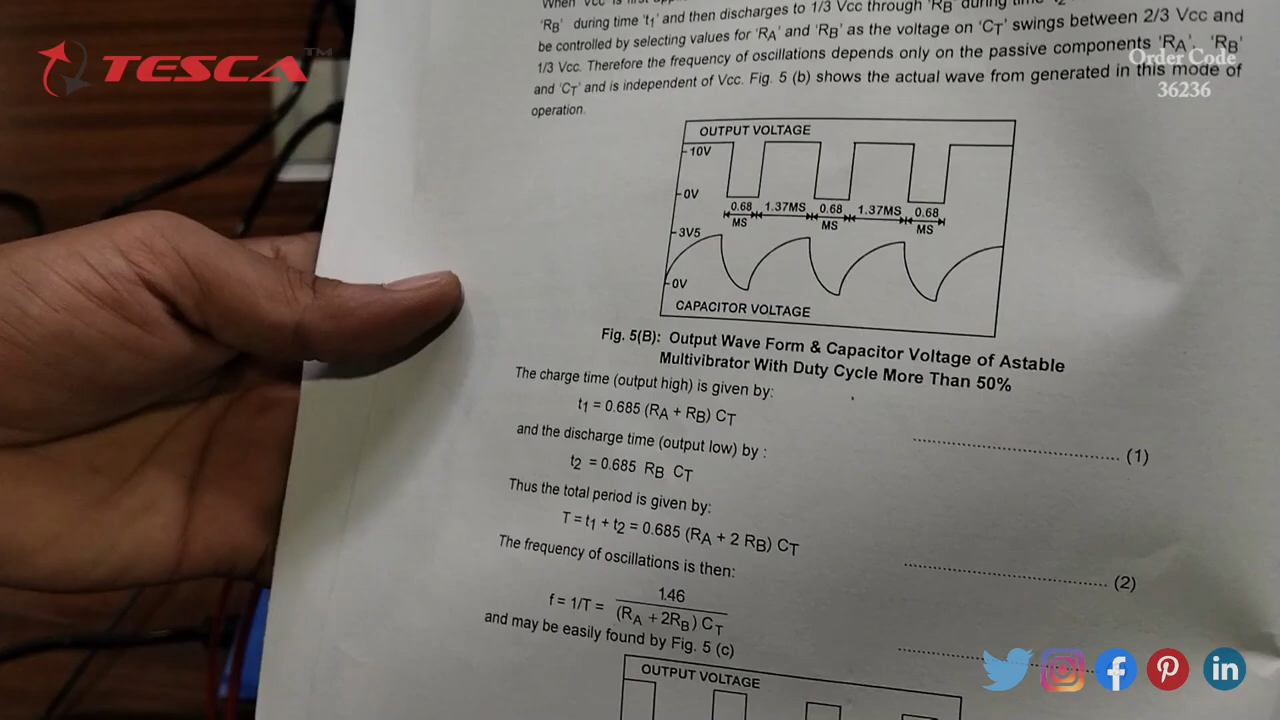 TESCA™
Order Code
36236
When Vcc is first
'RB' during time 't1' and then discharges to 1/3 Vcc through 'RB' during time
be controlled by selecting values for 'RA' and 'RB' as the voltage on 'CT' swings between 2/3 Vcc and
1/3 Vcc. Therefore the frequency of oscillations depends only on the passive components 'RA', 'RB'
and 'CT' and is independent of Vcc. Fig. 5 (b) shows the actual wave from generated in this mode of
operation.
OUTPUT VOLTAGE
10V
0V
0.68 1.37MS 0.68 1.37MS 0.68
MS MS MS
3V5
0V
CAPACITOR VOLTAGE
Fig. 5(B): Output Wave Form & Capacitor Voltage of Astable
Multivibrator With Duty Cycle More Than 50%
The charge time (output high) is given by:
t1 = 0.685 (RA + RB) CT
.................................... (1)
and the discharge time (output low) by :
t2 = 0.685 RB CT
Thus the total period is given by:
T = t1 + t2 = 0.685 (RA + 2 RB) CT
.................................... (2)
The frequency of oscillations is then:
f = 1/T = 1.46
(RA + 2RB) CT
and may be easily found by Fig. 5 (c)
OUTPUT VOLTAGE